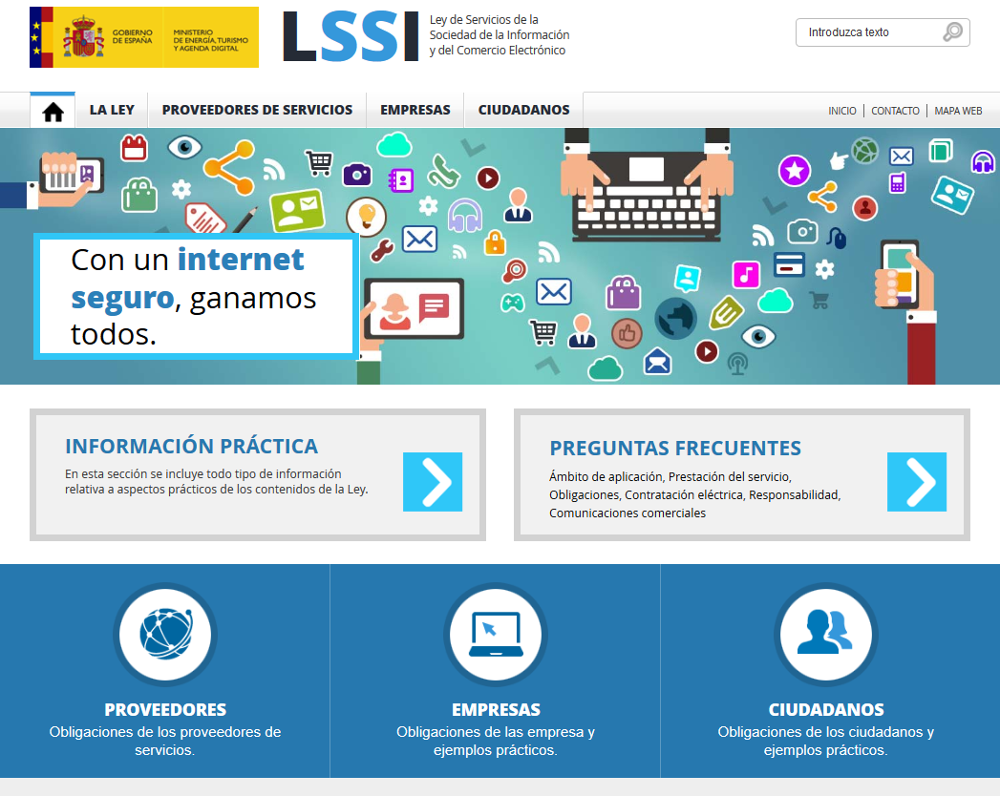 GOBIERNO
DE ESPAÑA
MINISTERIO
DE ENERGÍA, TURISMO
Y AGENDA DIGITAL
LSSI
Ley de Servicios de la
Sociedad de la Información
y del Comercio Electrónico
Introduzca texto
LA LEY
PROVEEDORES DE SERVICIOS
EMPRESAS
CIUDADANOS
INICIO
CONTACTO
MAPA WEB
Con un internet
seguro, ganamos
todos.
INFORMACIÓN PRÁCTICA
En esta sección se incluye todo tipo de información
relativa a aspectos prácticos de los contenidos de la Ley.
PREGUNTAS FRECUENTES
Ámbito de aplicación, Prestación del servicio,
Obligaciones, Contratación eléctrica, Responsabilidad,
Comunicaciones comerciales
PROVEEDORES
Obligaciones de los proveedores de
servicios.
EMPRESAS
Obligaciones de las empresa y
ejemplos prácticos.
CIUDADANOS
Obligaciones de los ciudadanos y
ejemplos prácticos.